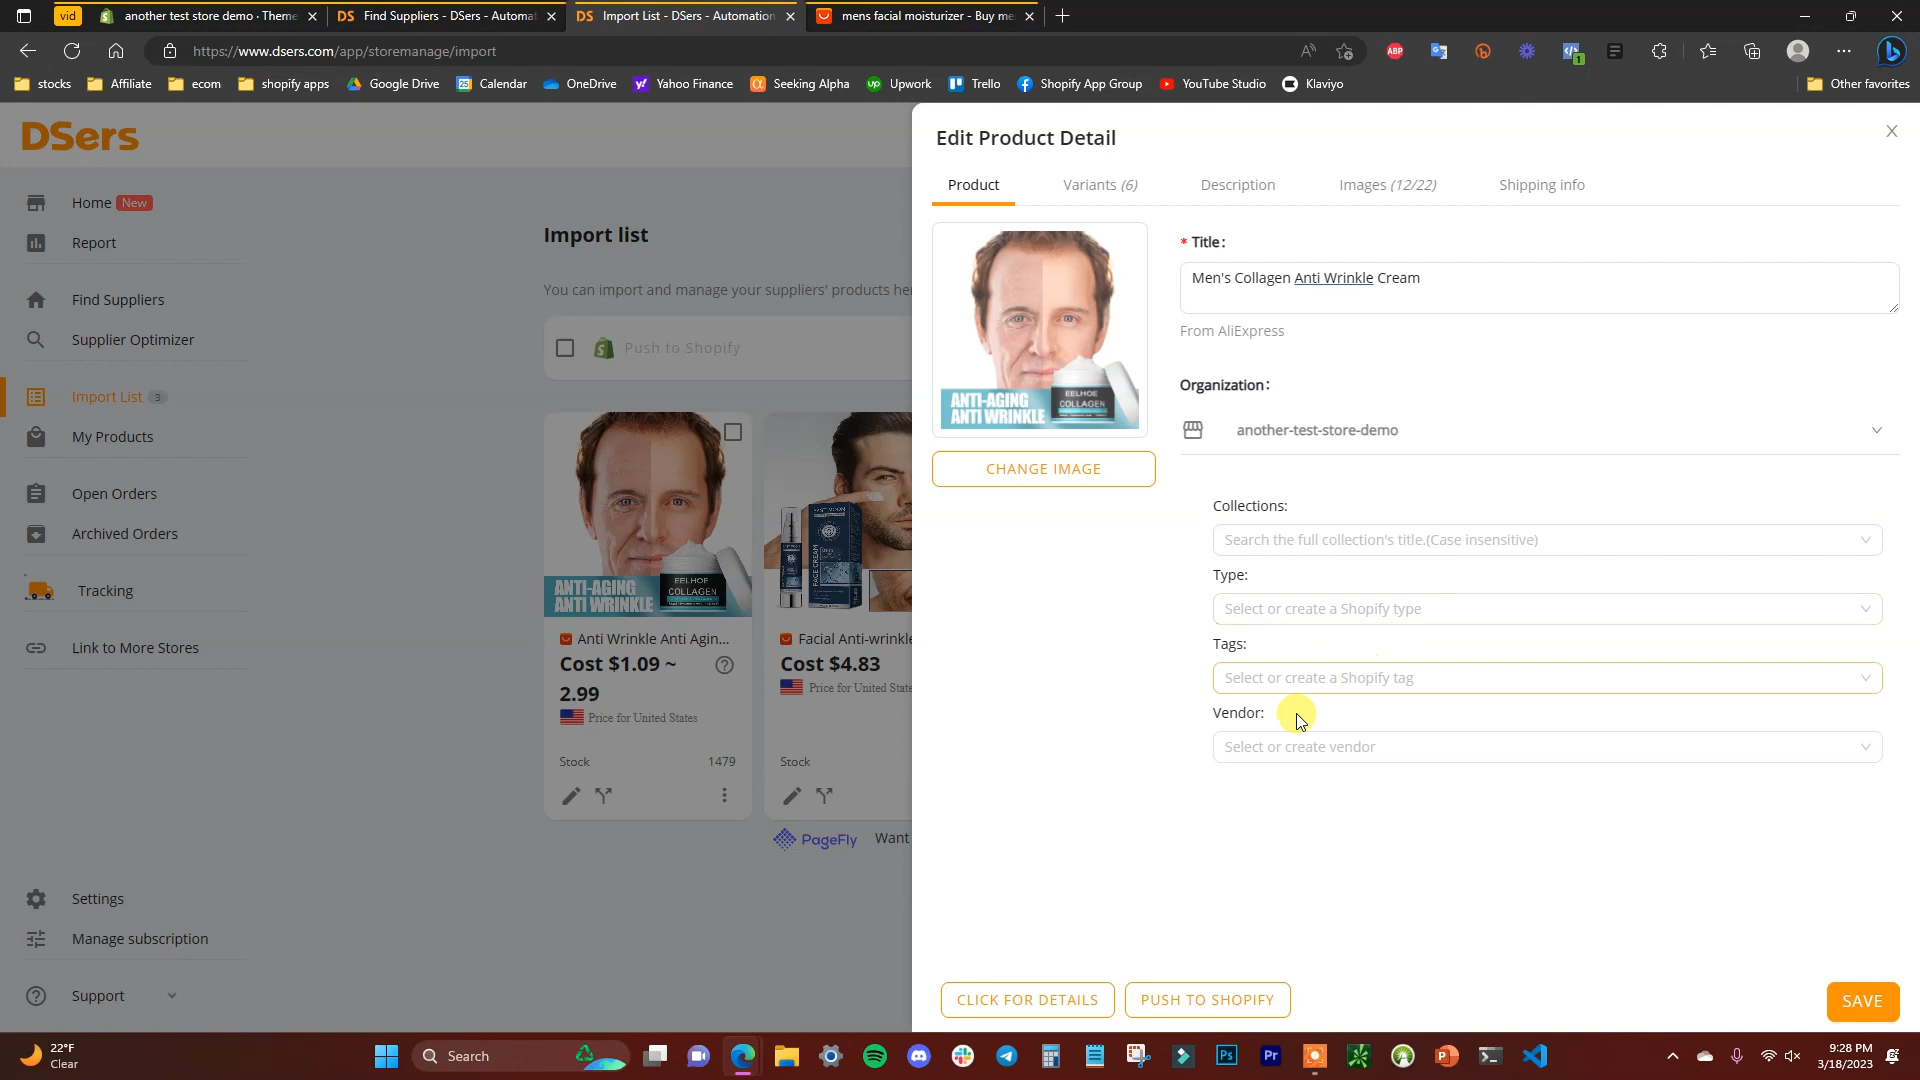 vid
another test store demo · Theme
DS Find Suppliers - DSers - Automat
DS Import List - DSers - Automation
mens facial moisturizer - Buy me
https://www.dsers.com/app/storemanage/import
ABP
1
stocks
Affiliate
ecom
shopify apps
Google Drive
Calendar
OneDrive
Yahoo Finance
Seeking Alpha
Upwork
Trello
Shopify App Group
YouTube Studio
Klaviyo
Other favorites
DSers
Home New
Report
Find Suppliers
Supplier Optimizer
Import List 3
My Products
Open Orders
Archived Orders
Tracking
Link to More Stores
Settings
Manage subscription
Support
Import list
You can import and manage your suppliers' products he
Push to Shopify
ANTI-AGING
ANTI WRINKLE
EELHOE
COLLAGEN
Anti Wrinkle Anti Agin...
Cost $1.09 ~
2.99
Price for United States
Stock 1479
FACE CREAM
Facial Anti-wrinkle
Cost $4.83
Price for United State
Stock
PageFly Want
Edit Product Detail
Product
Variants (6)
Description
Images (12/22)
Shipping info
ANTI-AGING
ANTI WRINKLE
EELHOE
COLLAGEN
CHANGE IMAGE
* Title:
Men's Collagen Anti Wrinkle Cream
From AliExpress
Organization:
another-test-store-demo
Collections:
Search the full collection's title.(Case insensitive)
Type:
Select or create a Shopify type
Tags:
Select or create a Shopify tag
Vendor:
Select or create vendor
CLICK FOR DETAILS
PUSH TO SHOPIFY
SAVE
22°F
Clear
Search
9:28 PM
3/18/2023